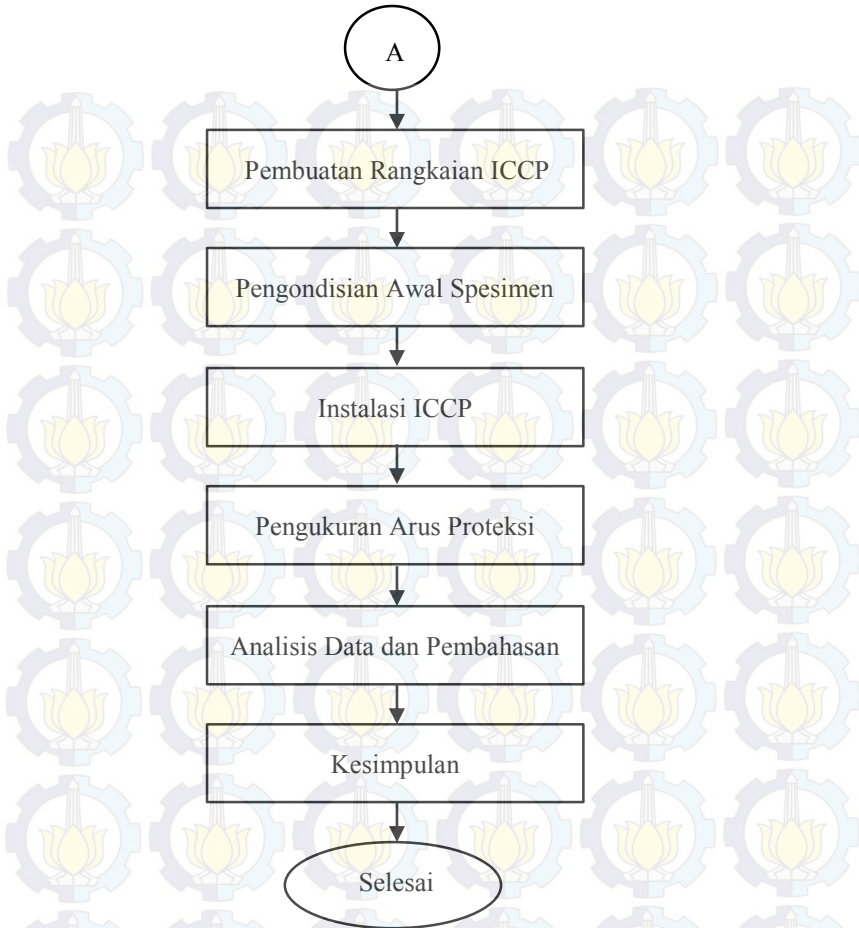 A
Pembuatan Rangkaian ICCP
Pengondisian Awal Spesimen
Instalasi ICCP
Pengukuran Arus Proteksi
Analisis Data dan Pembahasan
Kesimpulan
Selesai